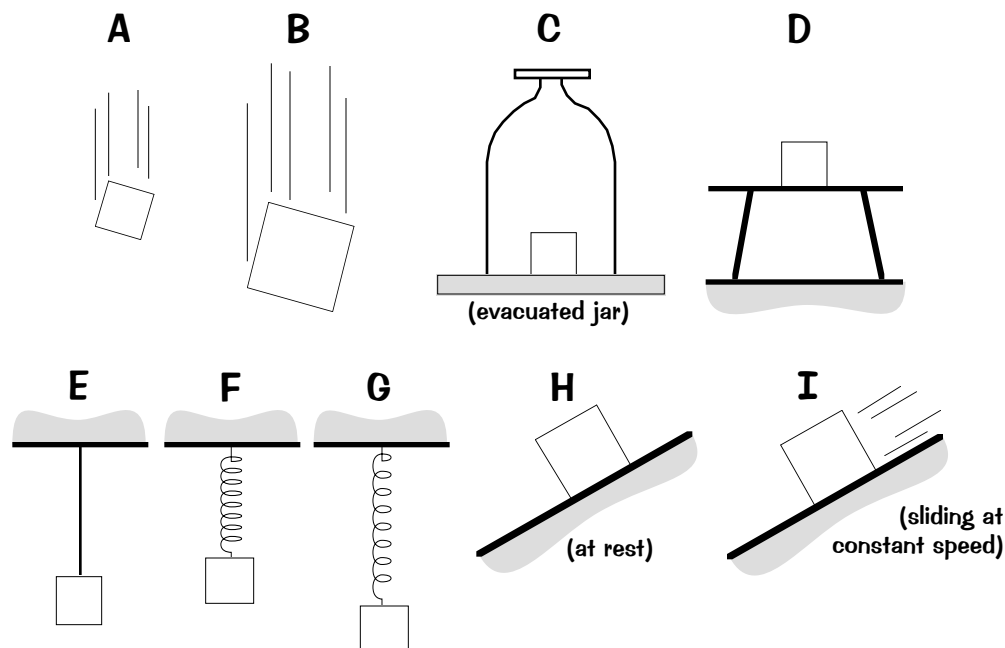 A
B
C
D
(evacuated jar)
E
F
G
H
I
(at rest)
(sliding at
constant speed)